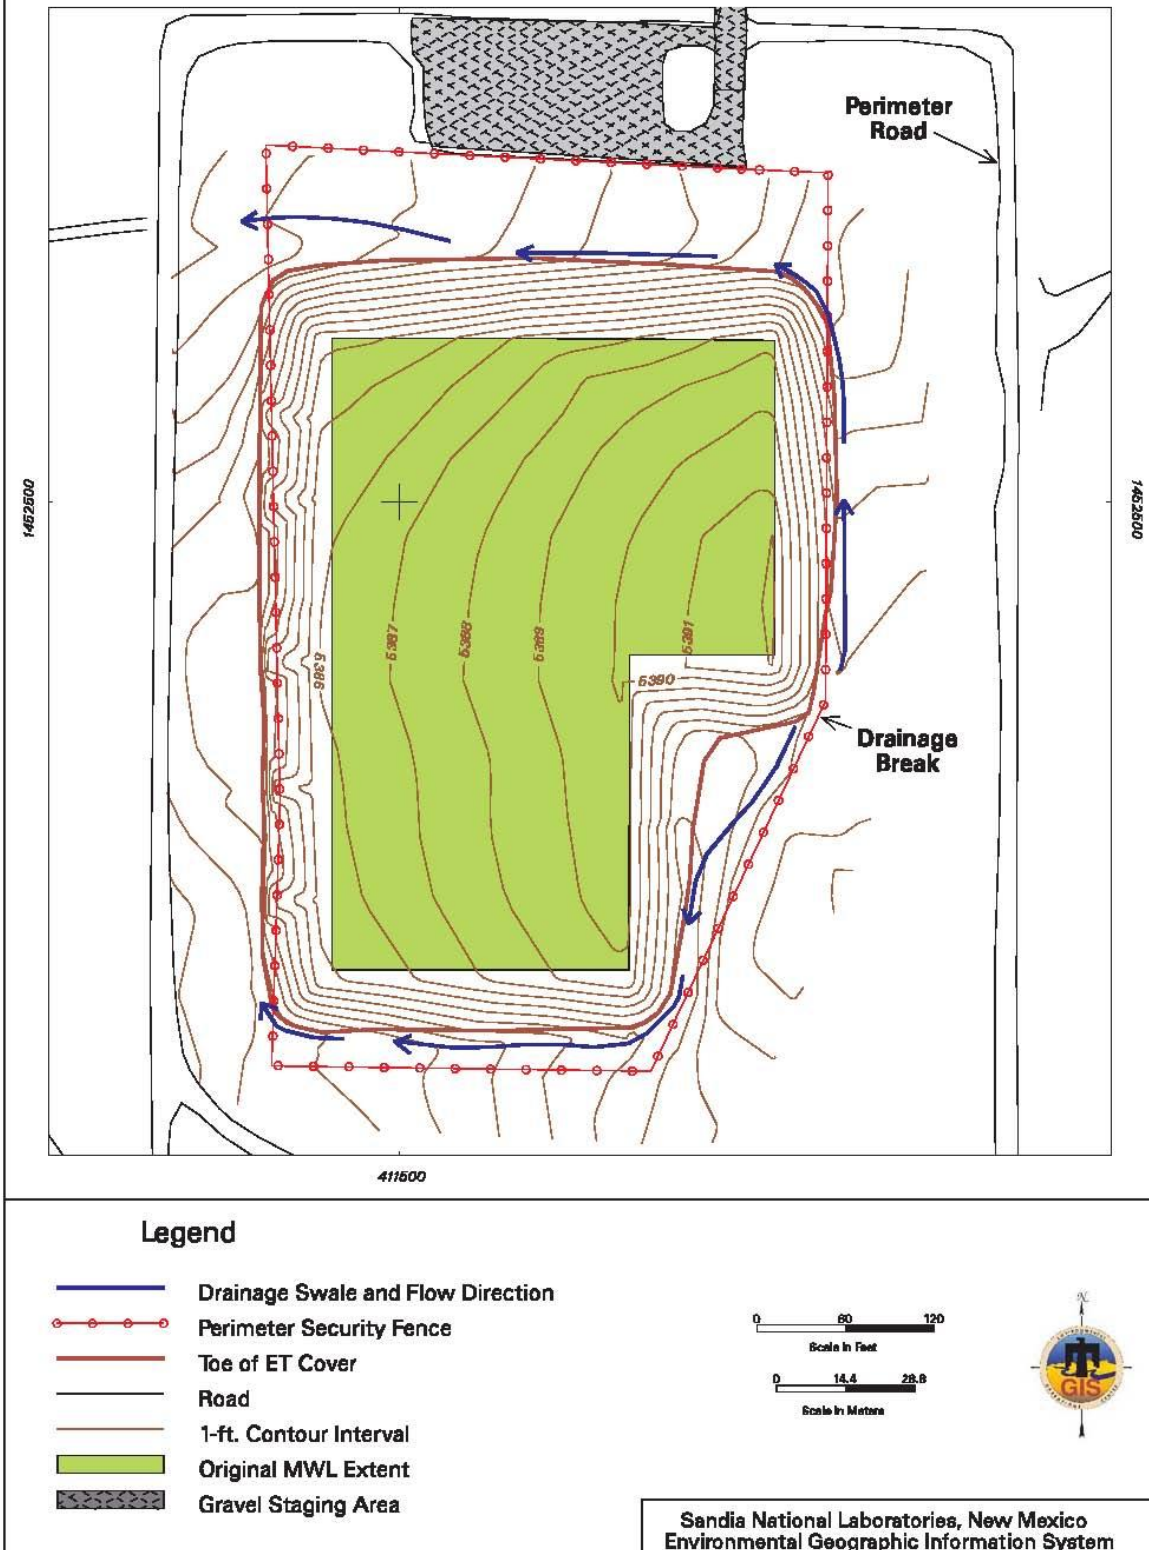 Perimeter
Road
1452500
1452500
5386
5387
5388
5389
5390
5391
Drainage
Break
411500
Legend
Drainage Swale and Flow Direction
Perimeter Security Fence
Toe of ET Cover
Road
1-ft. Contour Interval
Original MWL Extent
Gravel Staging Area
0 60 120
Scale in Feet
0 14.4 28.8
Scale in Meters
N
GIS
Sandia National Laboratories, New Mexico
Environmental Geographic Information System